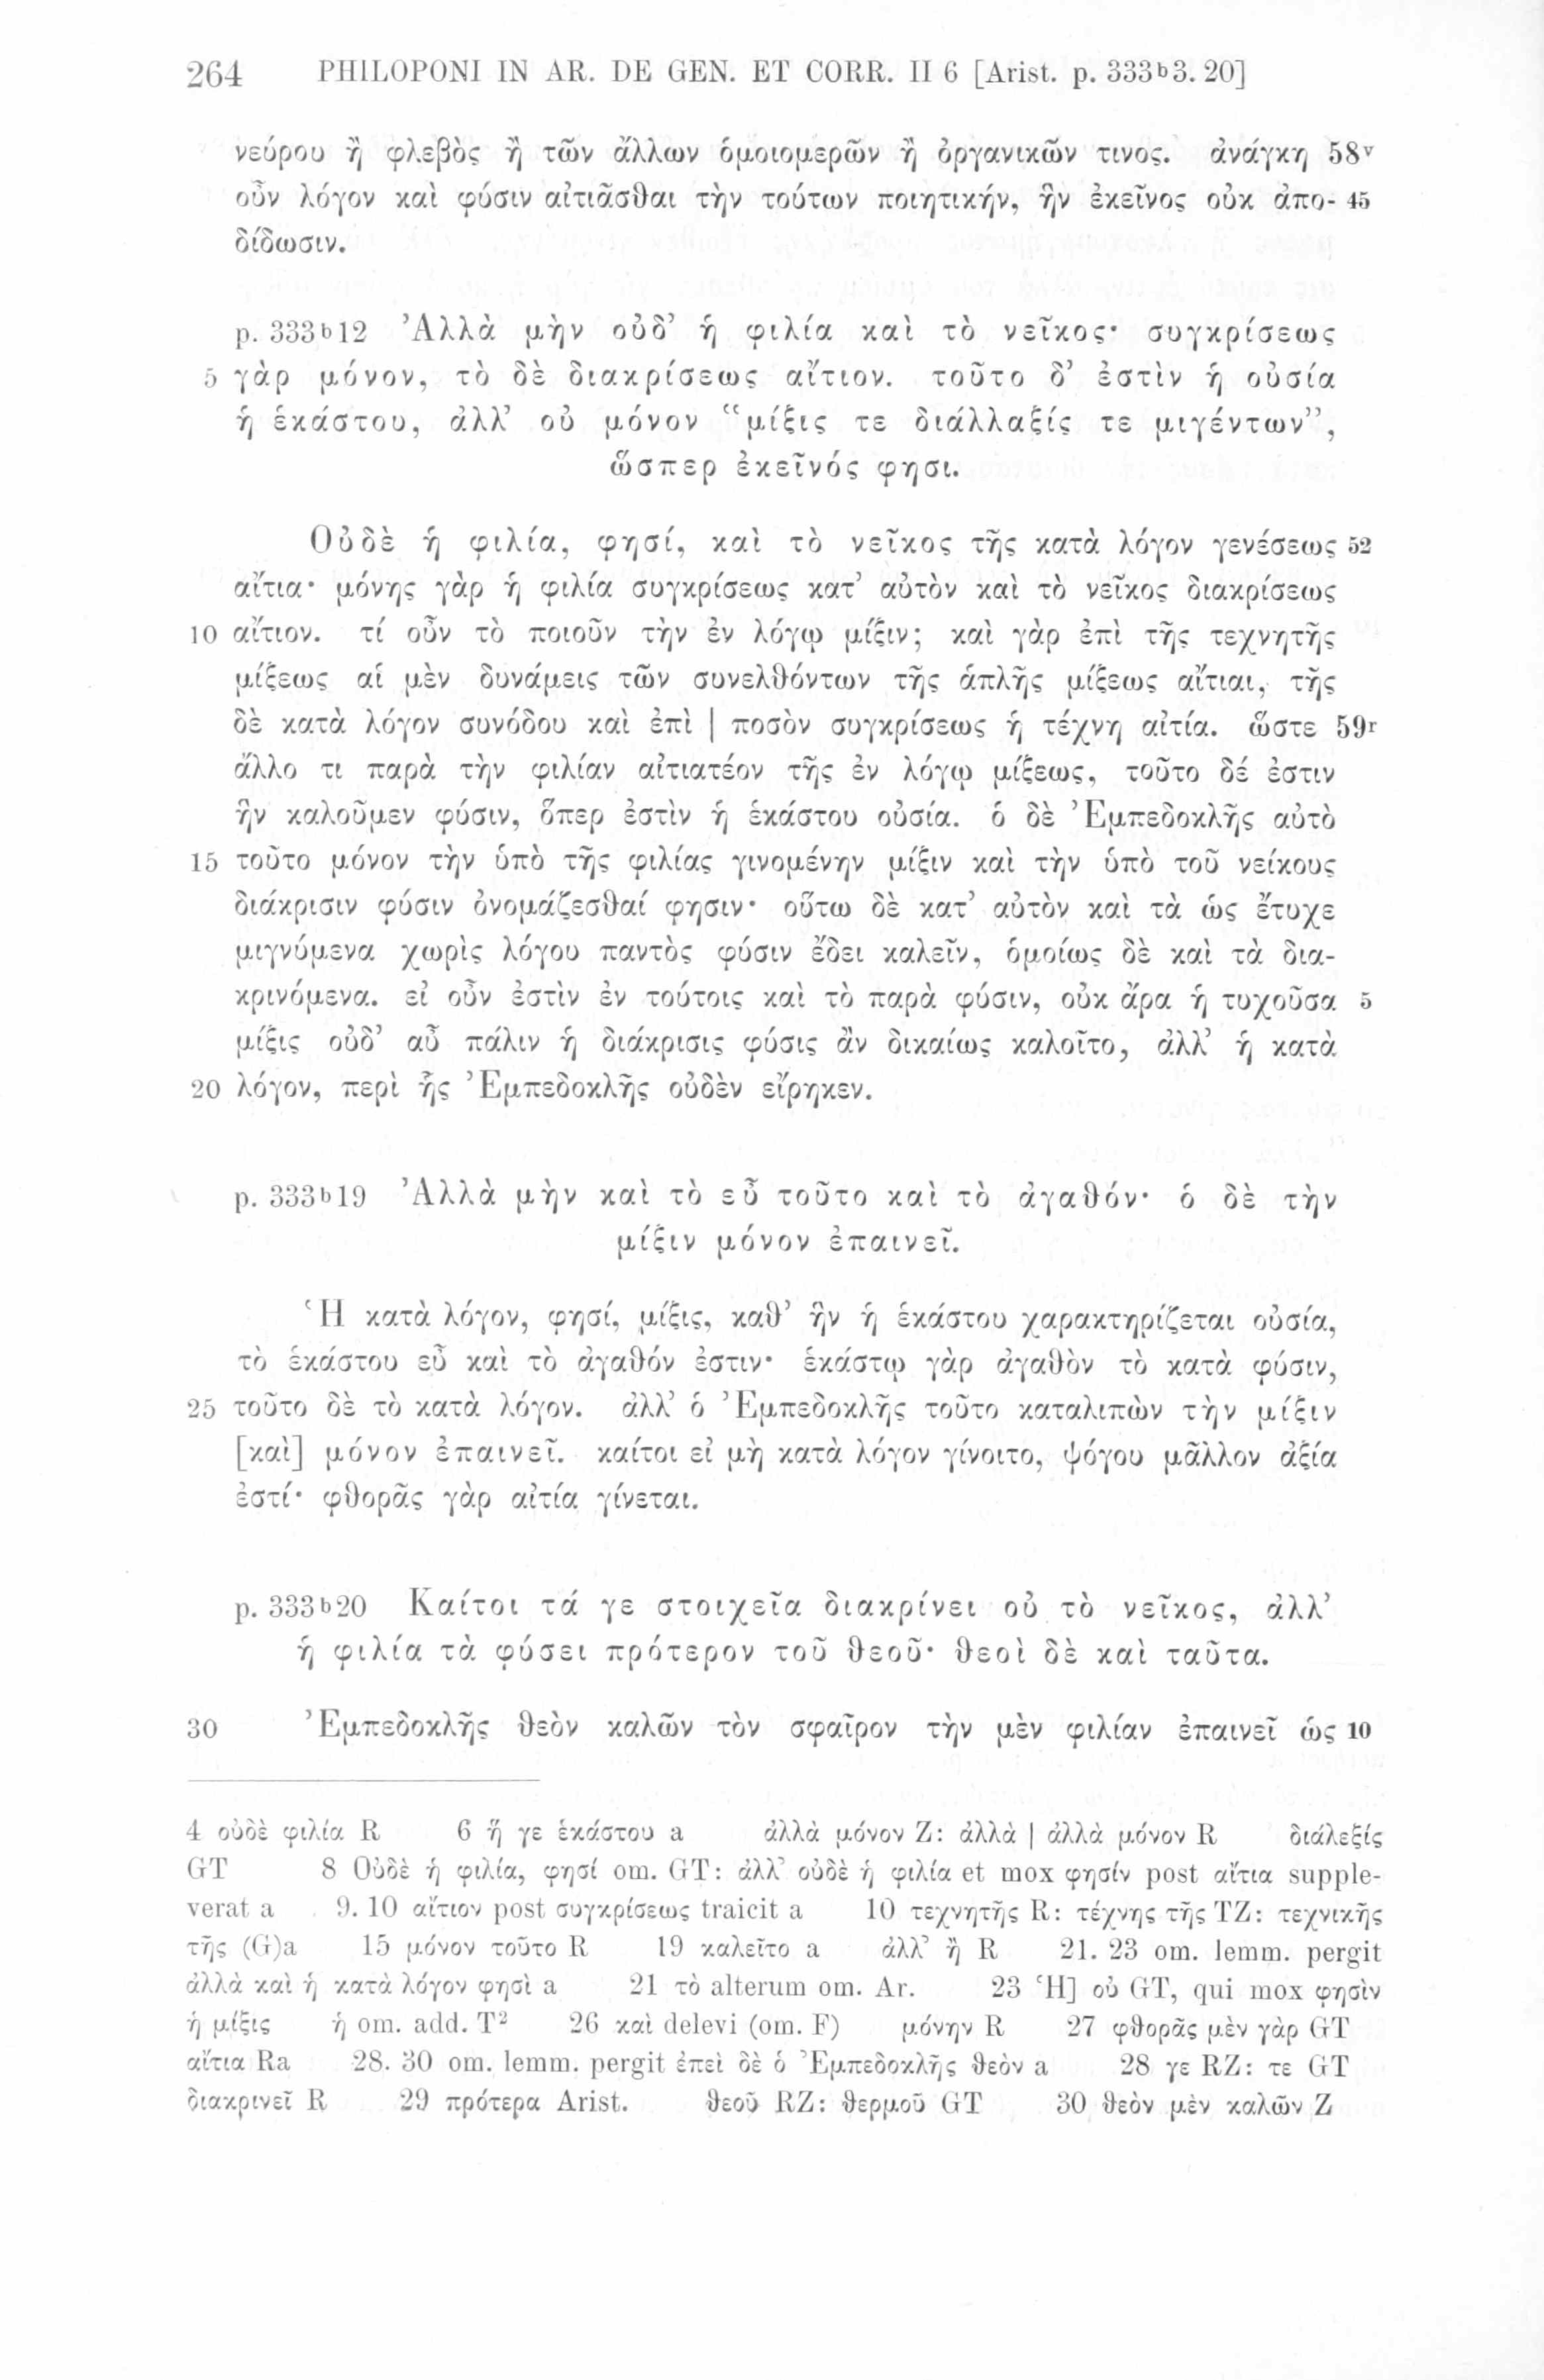 264 PHILOPONI IN AR. DE GEN. ET CORR. II 6 [Arist. p. 333b3. 20]
νεύρου ἢ φλεβὸς ἢ τῶν ἄλλων ὁμοιομερῶν ἢ ὀργανικῶν τινος. ἀνάγκη 58v
οὖν λόγον καὶ φύσιν αἰτιᾶσθαι τὴν τούτων ποιητικήν, ἣν ἐκεῖνος οὐκ ἀπο- 45
δίδωσιν.
p. 333b12 Ἀλλὰ μὴν οὐδ’ ἡ φιλία καὶ τὸ νεῖκος· συγκρίσεως
5 γὰρ μόνον, τὸ δὲ διακρίσεως αἴτιον. τοῦτο δ’ ἐστὶν ἡ οὐσία
ἡ ἑκάστου, ἀλλ’ οὐ μόνον “μίξις τε διάλλαξίς τε μιγέντων”,
ὥσπερ ἐκεῖνός φησι.
Οὐδὲ ἡ φιλία, φησί, καὶ τὸ νεῖκος τῆς κατὰ λόγον γενέσεως 52
αἴτια· μόνης γὰρ ἡ φιλία συγκρίσεως κατ’ αὐτὸν καὶ τὸ νεῖκος διακρίσεως
10 αἴτιον. τί οὖν τὸ ποιοῦν τὴν ἐν λόγῳ μίξιν; καὶ γὰρ ἐπὶ τῆς τεχνητῆς
μίξεως αἱ μὲν δυνάμεις τῶν συνελθόντων τῆς ἁπλῆς μίξεως αἴτιαι, τῆς
δὲ κατὰ λόγον συνόδου καὶ ἐπὶ | ποσὸν συγκρίσεως ἡ τέχνη αἰτία. ὥστε 59r
ἄλλο τι παρὰ τὴν φιλίαν αἰτιατέον τῆς ἐν λόγῳ μίξεως, τοῦτο δέ ἐστιν
ἣν καλοῦμεν φύσιν, ὅπερ ἐστὶν ἡ ἑκάστου οὐσία. ὁ δὲ Ἐμπεδοκλῆς αὐτὸ
15 τοῦτο μόνον τὴν ὑπὸ τῆς φιλίας γινομένην μίξιν καὶ τὴν ὑπὸ τοῦ νείκους
διάκρισιν φύσιν ὀνομάζεσθαί φησιν· οὕτω δὲ κατ’ αὐτὸν καὶ τὰ ὡς ἔτυχε
μιγνύμενα χωρὶς λόγου παντὸς φύσιν ἔδει καλεῖν, ὁμοίως δὲ καὶ τὰ δια-
κρινόμενα. εἰ οὖν ἐστὶν ἐν τούτοις καὶ τὸ παρὰ φύσιν, οὐκ ἄρα ἡ τυχοῦσα 5
μίξις οὐδ’ αὖ πάλιν ἡ διάκρισις φύσις ἂν δικαίως καλοῖτο, ἀλλ’ ἡ κατὰ
20 λόγον, περὶ ἧς Ἐμπεδοκλῆς οὐδὲν εἴρηκεν.
p. 333b19 Ἀλλὰ μὴν καὶ τὸ εὖ τοῦτο καὶ τὸ ἀγαθόν· ὁ δὲ τὴν
μίξιν μόνον ἐπαινεῖ.
Ἡ κατὰ λόγον, φησί, μίξις, καθ’ ἣν ἡ ἑκάστου χαρακτηρίζεται οὐσία,
τὸ ἑκάστου εὖ καὶ τὸ ἀγαθόν ἐστιν· ἑκάστῳ γὰρ ἀγαθὸν τὸ κατὰ φύσιν,
25 τοῦτο δὲ τὸ κατὰ λόγον. ἀλλ’ ὁ Ἐμπεδοκλῆς τοῦτο καταλιπὼν τὴν μίξιν
[καὶ] μόνον ἐπαινεῖ. καίτοι εἰ μὴ κατὰ λόγον γίνοιτο, ψόγου μᾶλλον ἀξία
ἐστί· φθορᾶς γὰρ αἰτία γίνεται.
p. 333b20 Καίτοι τά γε στοιχεῖα διακρίνει οὐ τὸ νεῖκος, ἀλλ’
ἡ φιλία τὰ φύσει πρότερον τοῦ θεοῦ· θεοὶ δὲ καὶ ταῦτα.
30 Ἐμπεδοκλῆς θεὸν καλῶν τὸν σφαῖρον τὴν μὲν φιλίαν ἐπαινεῖ ὡς 10
4 οὐδὲ φιλία R 6 ἥ γε ἑκάστου a ἀλλὰ μόνον Z: ἀλλὰ | ἀλλὰ μόνον R διάλεξίς
GT 8 Οὐδὲ ἡ φιλία, φησί om. GT: ἀλλ’ οὐδὲ ἡ φιλία et mox φησίν post αἴτια supple-
verat a 9. 10 αἴτιον post συγκρίσεως traicit a 10 τεχνητῆς R: τέχνης τῆς TZ: τεχνικῆς
τῆς (G)a 15 μόνον τοῦτο R 19 καλεῖτο a ἀλλ’ ἢ R 21. 23 om. lemm. pergit
ἀλλὰ καὶ ἡ κατὰ λόγον φησὶ a 21 τὸ alterum om. Ar. 23 Ἡ] οὐ GT, qui mox φησὶν
ἡ μίξις ἡ om. add. T2 26 καὶ delevi (om. F) μόνην R 27 φθορᾶς μὲν γὰρ GT
αἴτια Ra 28. 30 om. lemm. pergit ἐπεὶ δὲ ὁ Ἐμπεδοκλῆς θεὸν a 28 γε RZ: τε GT
διακρινεῖ R 29 πρότερα Arist. θεοῦ RZ: θερμοῦ GT 30 θεὸν μὲν καλῶν Z